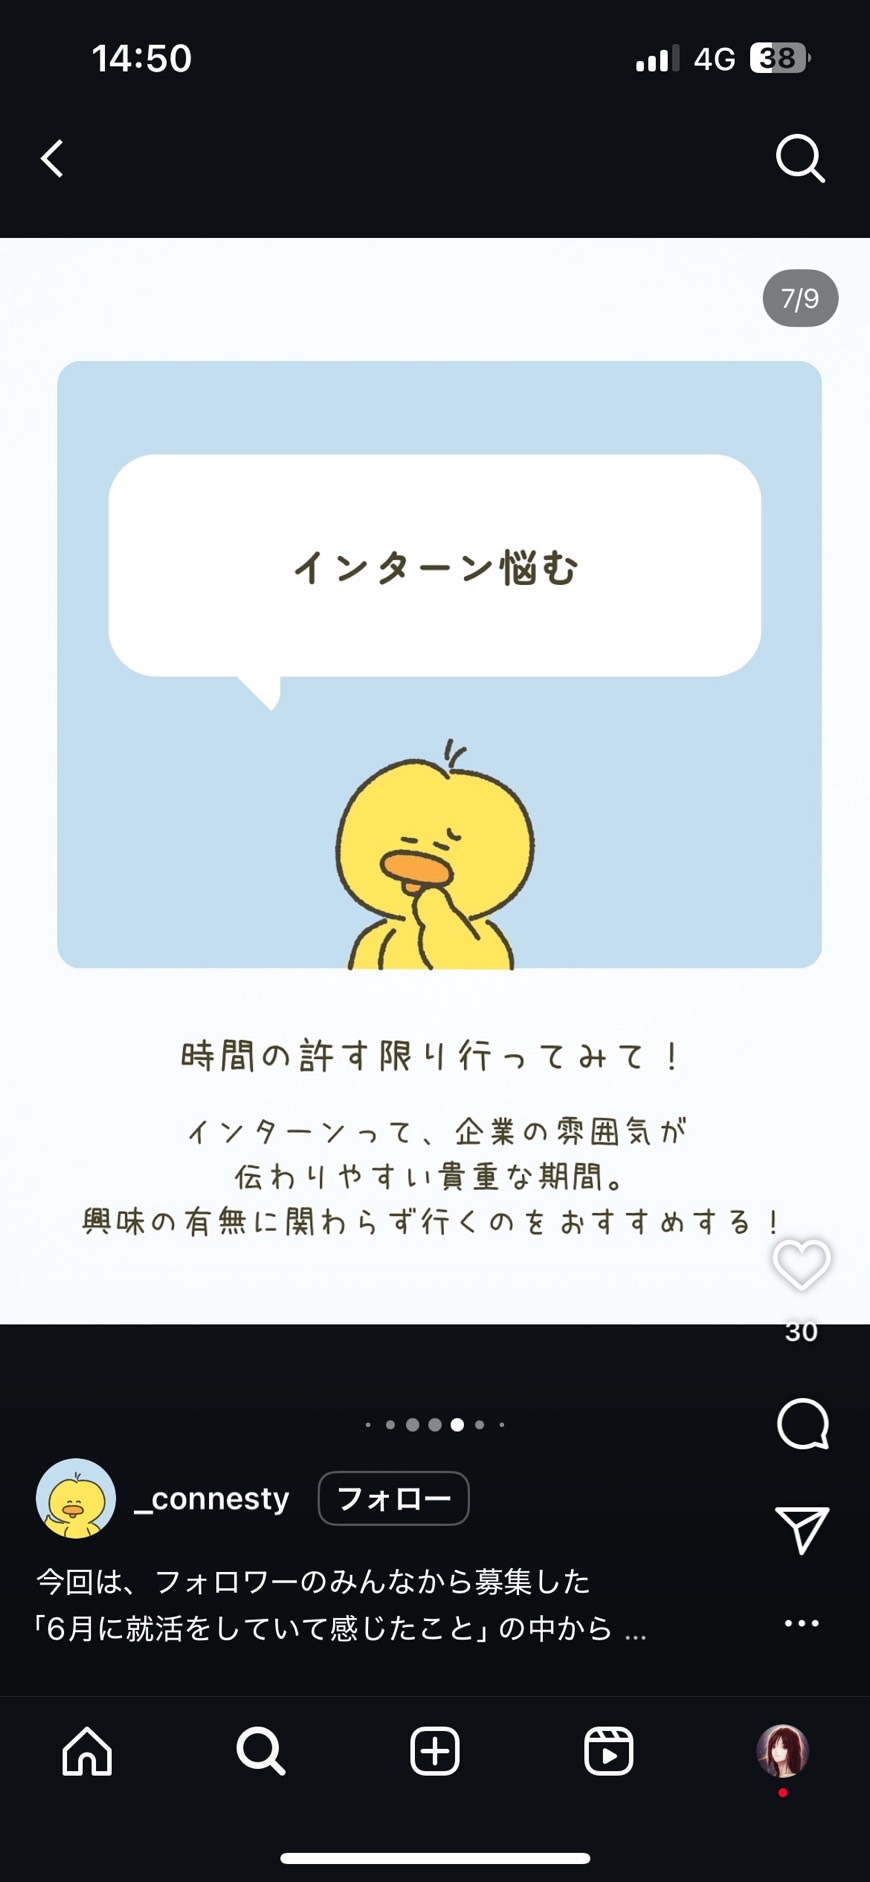 14:50
4G 38
7/9
インターン悩む
時間の許す限り行ってみて！
インターンって、企業の雰囲気が
伝わりやすい貴重な期間。
興味の有無に関わらず行くのをおすすめする！
30
_connesty フォロー
今回は、フォロワーのみんなから募集した
「6月に就活をしていて感じたこと」の中から ...